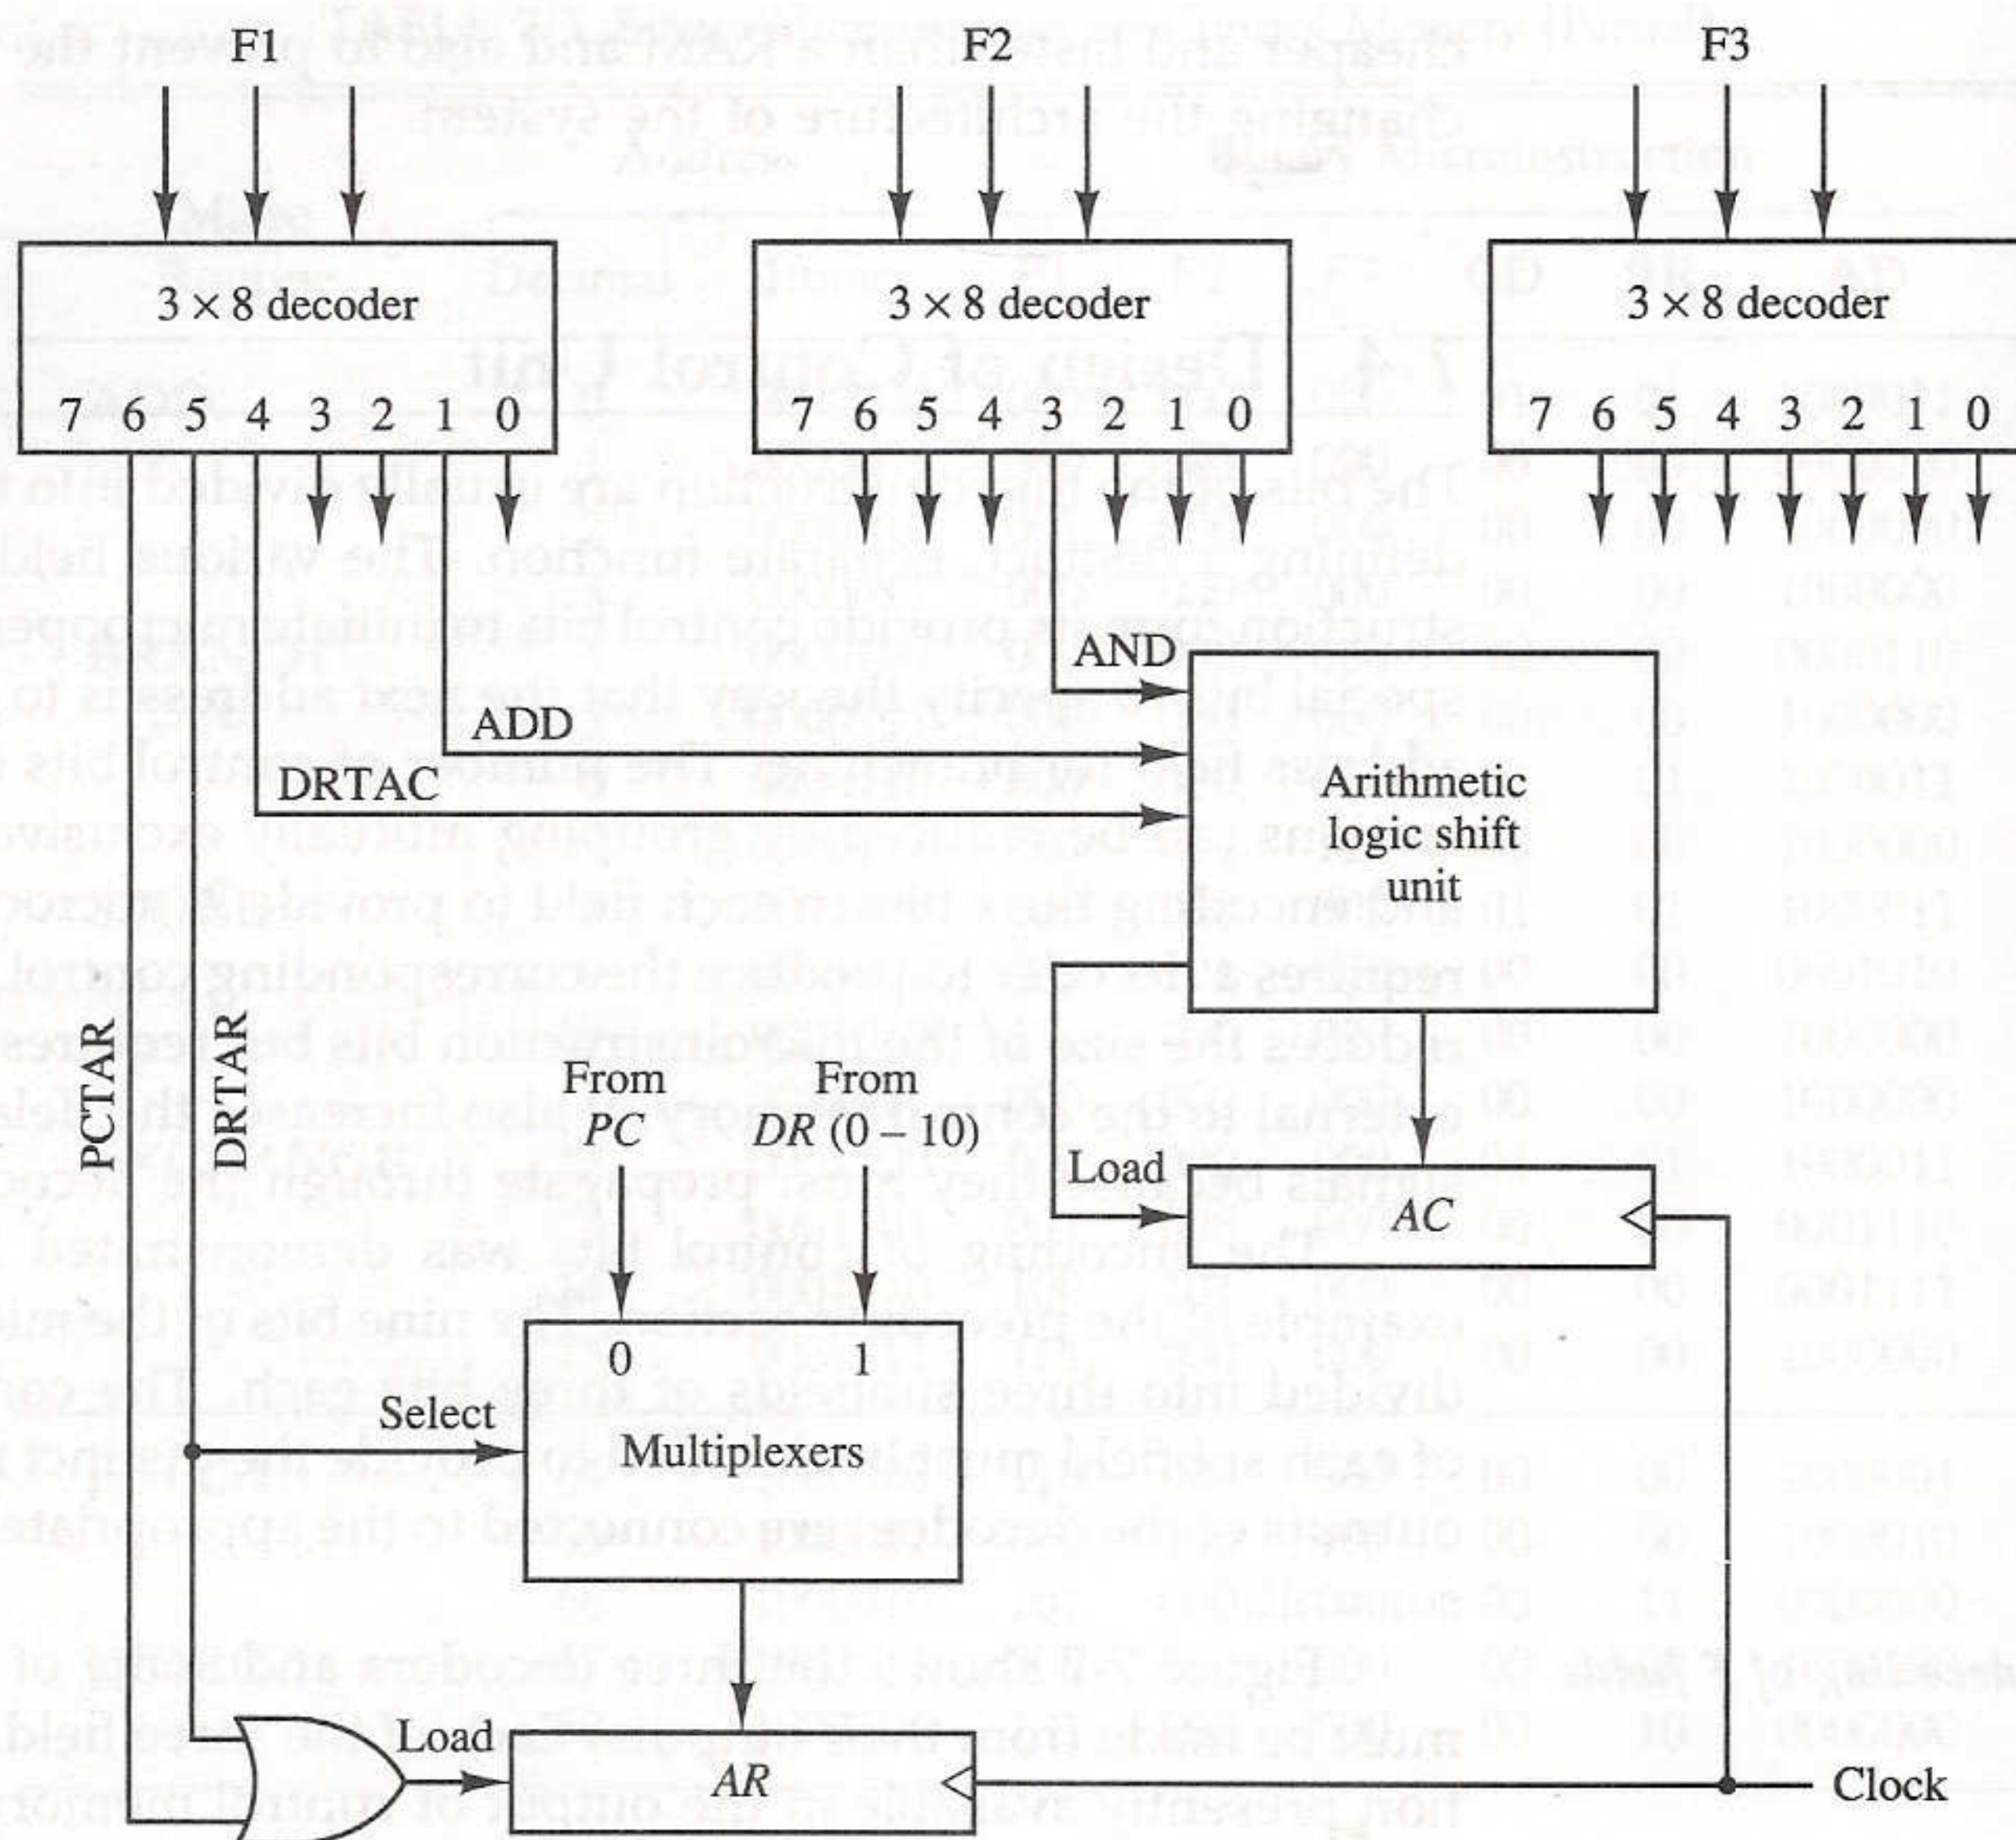 F1 F2 F3
3 × 8 decoder 3 × 8 decoder 3 × 8 decoder
7 6 5 4 3 2 1 0 7 6 5 4 3 2 1 0 7 6 5 4 3 2 1 0
AND
ADD
DRTAC
Arithmetic
logic shift
unit
PCTAR
DRTAR
From
PC
From
DR (0 – 10)
Load
AC
0 1
Select
Multiplexers
Load
AR
Clock